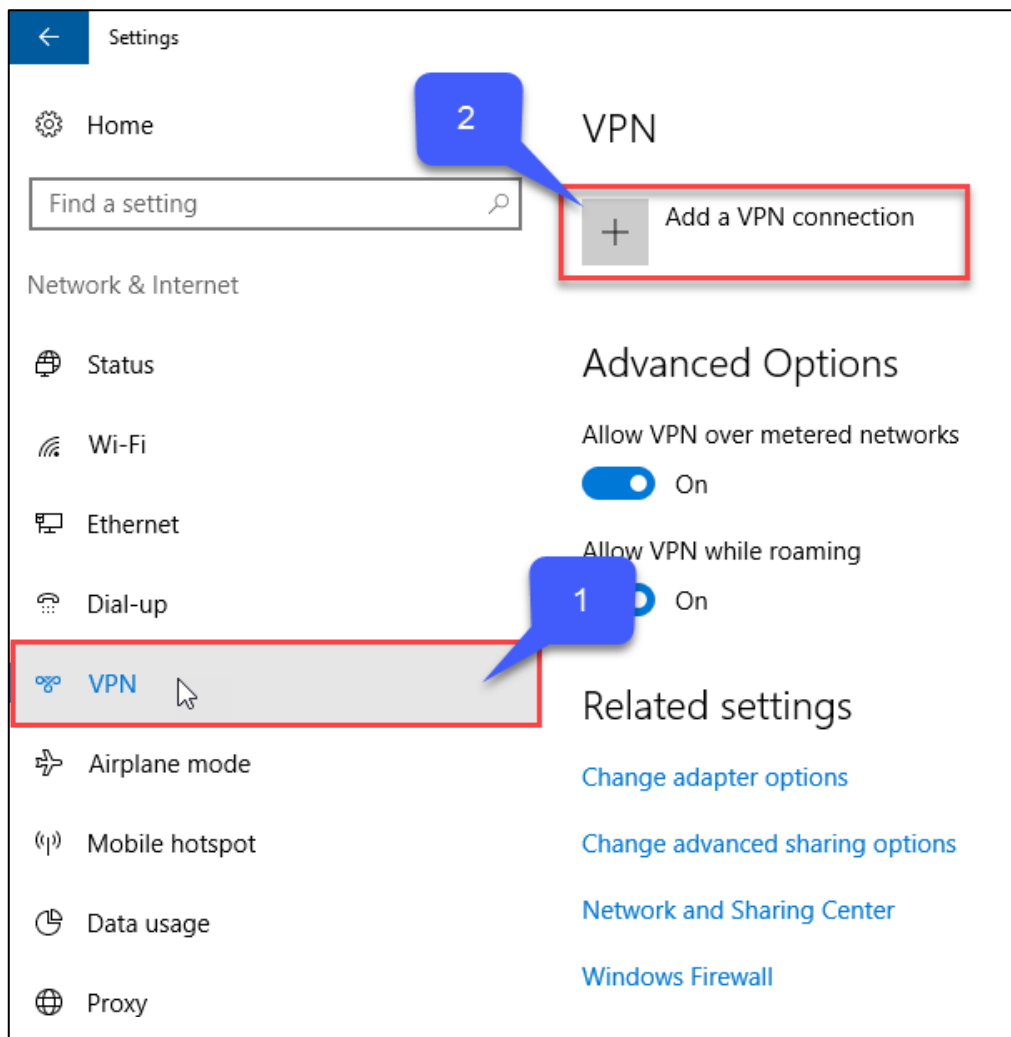 Settings
Home
Find a setting
Network & Internet
Status
Wi-Fi
Ethernet
Dial-up
VPN
Airplane mode
Mobile hotspot
Data usage
Proxy
2
VPN
Add a VPN connection
Advanced Options
Allow VPN over metered networks
On
Allow VPN while roaming
1
On
Related settings
Change adapter options
Change advanced sharing options
Network and Sharing Center
Windows Firewall